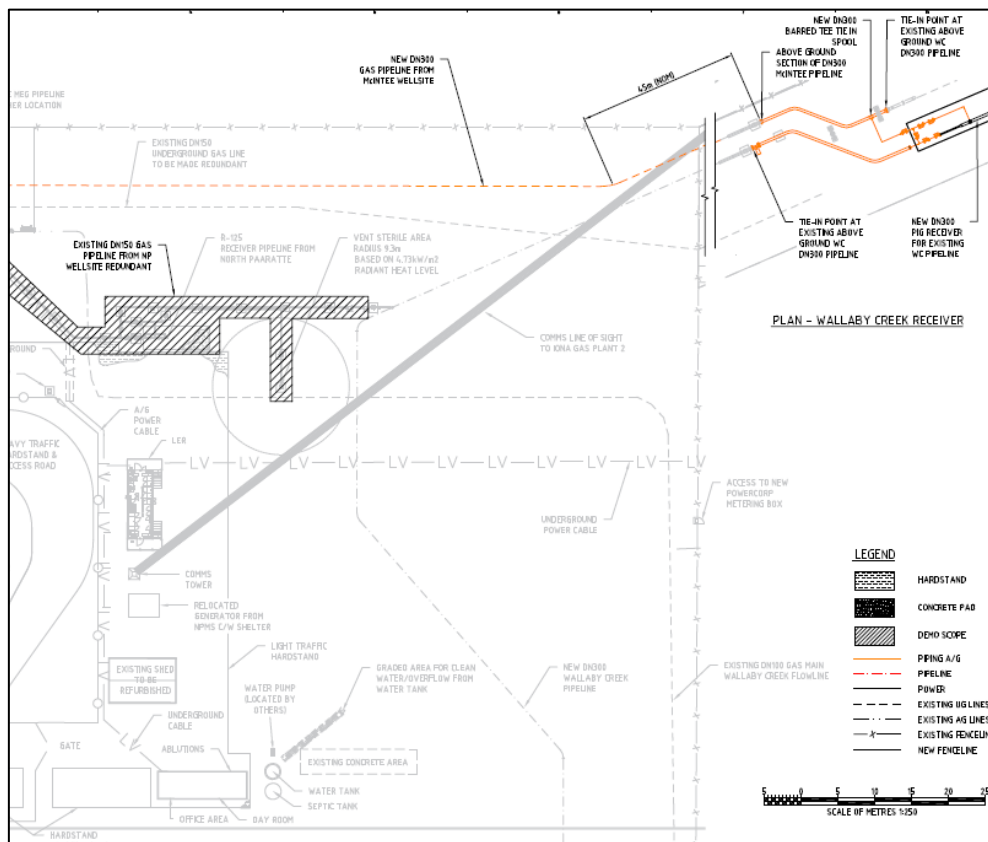 NEW DN300
BARRED TEE TIE IN
SPOOL
TIE-IN POINT AT
EXISTING ABOVE
GROUND WC
DN300 PIPELINE
ABOVE GROUND
SECTION OF DN300
McINTEE PIPELINE
NEW DN300
GAS PIPELINE FROM
McINTEE WELLSITE
45m (NOM)
MEG PIPELINE
LOCATION
EXISTING DN150
UNDERGROUND GAS LINE
TO BE MADE REDUNDANT
EXISTING DN150 GAS
PIPELINE FROM NP
WELLSITE REDUNDANT
R-125
RECEIVER PIPELINE FROM
NORTH PAARATTE
VENT STERILE AREA
RADIUS 9.3m
BASED ON 4.73kW/m2
RADIANT HEAT LEVEL
TIE-IN POINT AT
EXISTING ABOVE
GROUND WC
DN300 PIPELINE
NEW DN300
PIG RECEIVER
FOR EXISTING
WC PIPELINE
PLAN - WALLABY CREEK RECEIVER
COMMS LINE OF SIGHT
TO IONA GAS PLANT 2
A/G
POWER
CABLE
LER
TRAFFIC
LV LV LV LV LV LV LV LV LV LV
UNDERGROUND
POWER CABLE
ACCESS TO NEW
POWERCORP
METERING BOX
COMMS
TOWER
RELOCATED
GENERATOR FROM
NPMS C/W SHELTER
LIGHT TRAFFIC
HARDSTAND
EXISTING SHED
TO BE
REFURBISHED
WATER PUMP
(LOCATED BY
OTHERS)
GRADED AREA FOR CLEAN
WATER/OVERFLOW FROM
WATER TANK
NEW DN300
WALLABY CREEK
PIPELINE
EXISTING DN100 GAS MAIN
WALLABY CREEK FLOWLINE
UNDERGROUND
CABLE
GATE
ABLUTIONS
EXISTING CONCRETE AREA
WATER TANK
SEPTIC TANK
OFFICE AREA
DAY ROOM
HARDSTAND
LEGEND
HARDSTAND
CONCRETE PAD
DEMO SCOPE
PIPING A/G
PIPELINE
POWER
EXISTING UG LINES
EXISTING AG LINES
EXISTING FENCELIN
NEW FENCELINE
5 0 5 10 15 20 25
SCALE OF METRES 1:250